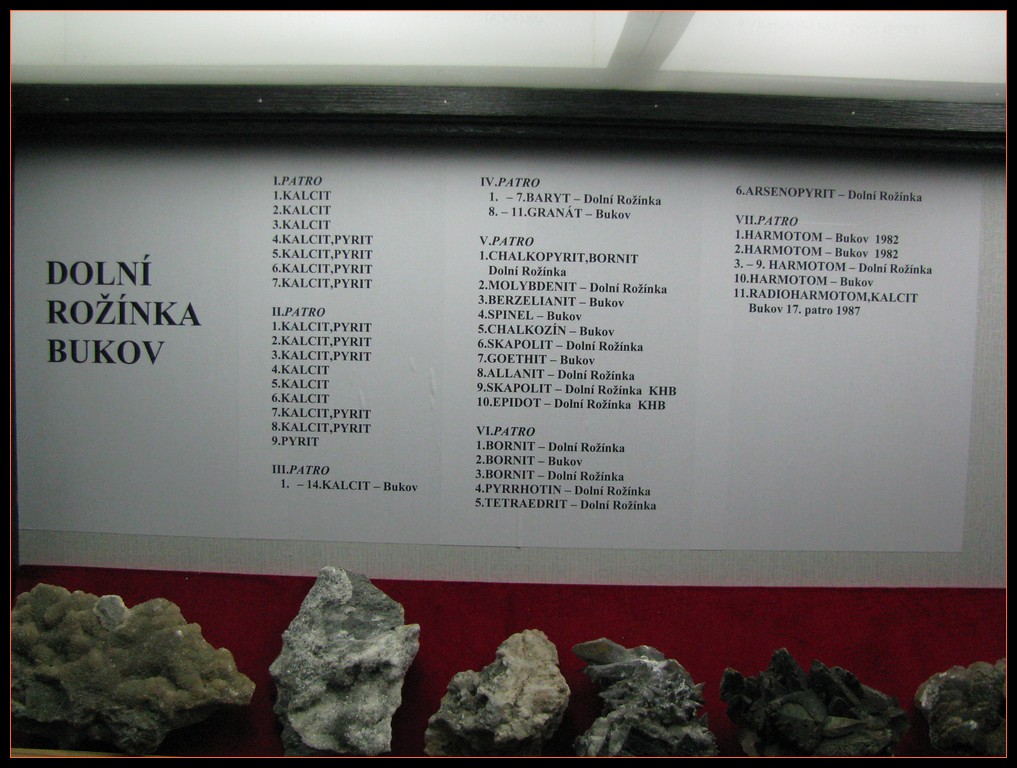 DOLNÍ
ROŽÍNKA
BUKOV
I.PATRO
1.KALCIT
2.KALCIT
3.KALCIT
4.KALCIT,PYRIT
5.KALCIT,PYRIT
6.KALCIT,PYRIT
7.KALCIT,PYRIT
II.PATRO
1.KALCIT,PYRIT
2.KALCIT,PYRIT
3.KALCIT,PYRIT
4.KALCIT
5.KALCIT
6.KALCIT
7.KALCIT,PYRIT
8.KALCIT,PYRIT
9.PYRIT
III.PATRO
1. – 14.KALCIT – Bukov
IV.PATRO
1. – 7.BARYT – Dolní Rožínka
8. – 11.GRANÁT – Bukov
V.PATRO
1.CHALKOPYRIT,BORNIT
Dolní Rožínka
2.MOLYBDENIT – Dolní Rožínka
3.BERZELIANIT – Bukov
4.SPINEL – Bukov
5.CHALKOZÍN – Bukov
6.SKAPOLIT – Dolní Rožínka
7.GOETHIT – Bukov
8.ALLANIT – Dolní Rožínka
9.SKAPOLIT – Dolní Rožínka KHB
10.EPIDOT – Dolní Rožínka KHB
VI.PATRO
1.BORNIT – Dolní Rožínka
2.BORNIT – Bukov
3.BORNIT – Dolní Rožínka
4.PYRRHOTIN – Dolní Rožínka
5.TETRAEDRIT – Dolní Rožínka
6.ARSENOPYRIT – Dolní Rožínka
VII.PATRO
1.HARMOTOM – Bukov 1982
2.HARMOTOM – Bukov 1982
3. – 9. HARMOTOM – Dolní Rožínka
10.HARMOTOM – Bukov
11.RADIOHARMOTOM,KALCIT
Bukov 17. patro 1987